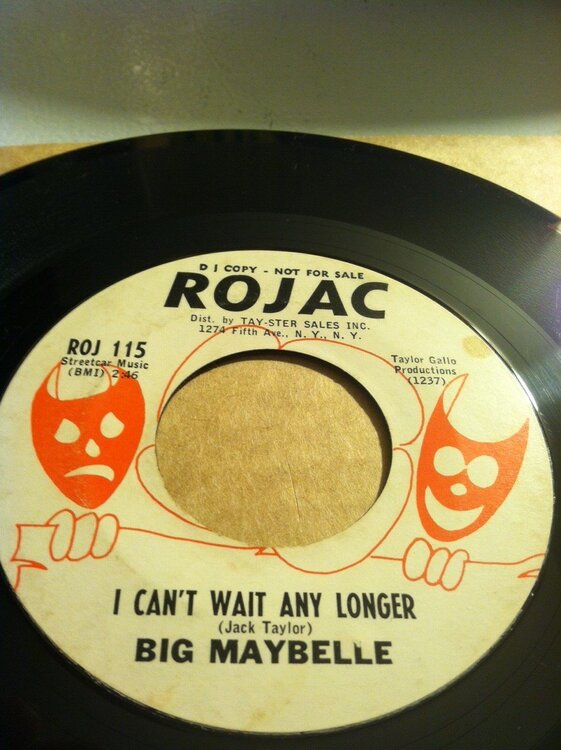 D J COPY - NOT FOR SALE
ROJAC
Dist. by TAY-STER SALES INC.
1274 Fifth Ave., N. Y., N. Y.
ROJ 115
Streetcar Music
(BMI) 2:46
Taylor Gallo
Productions
(1237)
I CAN'T WAIT ANY LONGER
(Jack Taylor)
BIG MAYBELLE